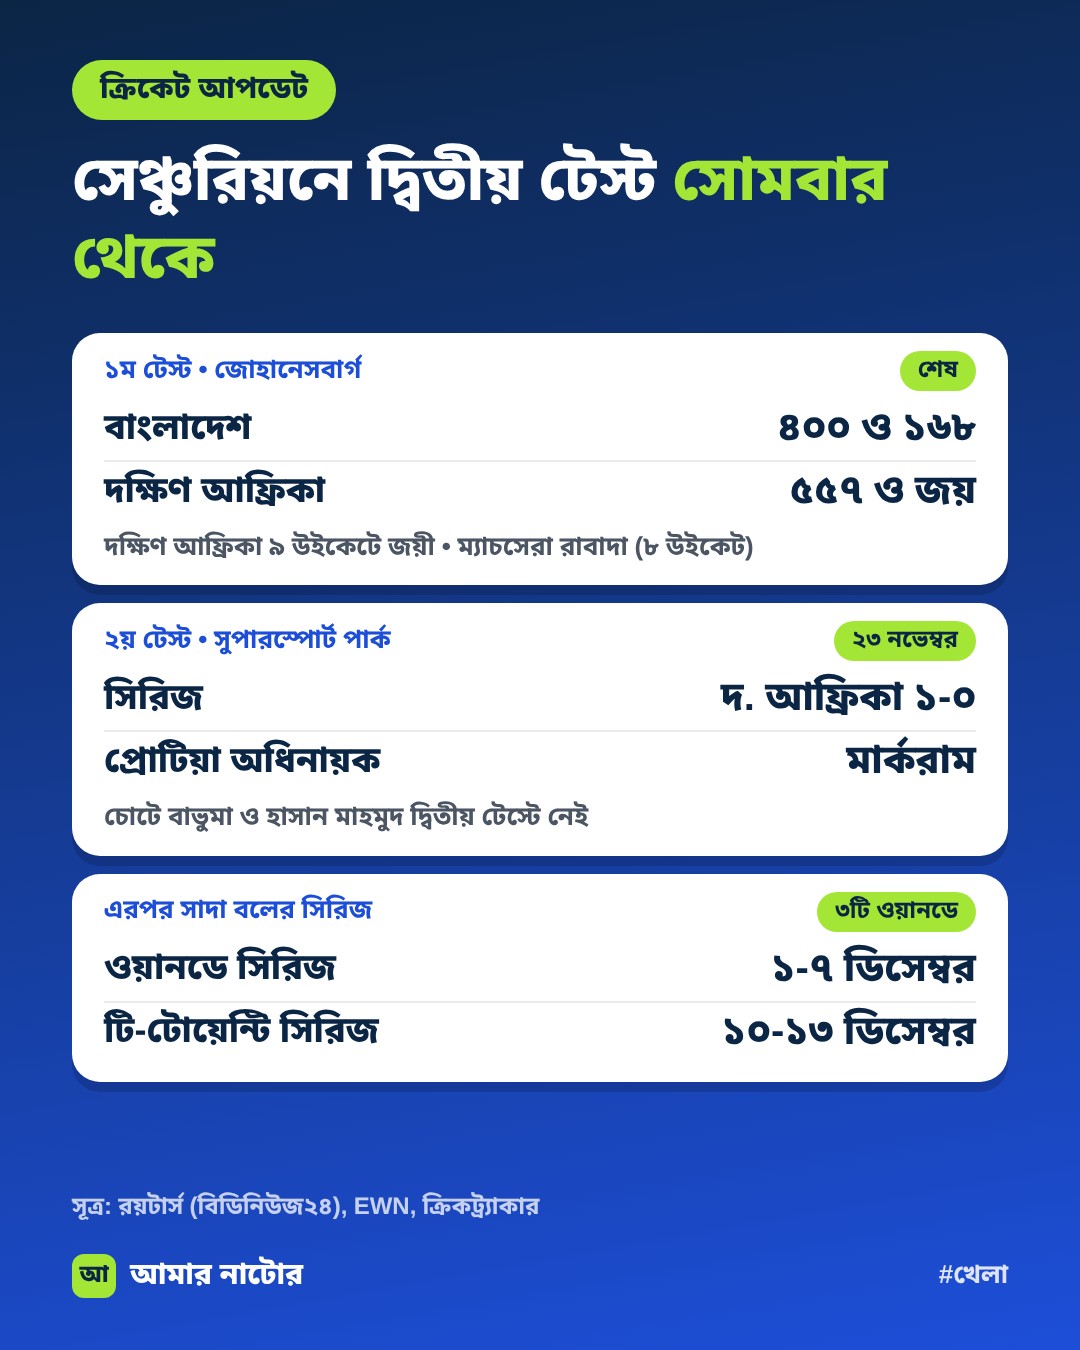 ক্রিকেট আপডেট
সেঞ্চুরিয়নে দ্বিতীয় টেস্ট সোমবার
থেকে
১ম টেস্ট • জোহানেসবার্গ শেষ
বাংলাদেশ ৪০০ ও ১৬৮
দক্ষিণ আফ্রিকা ৫৫৭ ও জয়
দক্ষিণ আফ্রিকা ৯ উইকেটে জয়ী • ম্যাচসেরা রাবাদা (৮ উইকেট)
২য় টেস্ট • সুপারস্পোর্ট পার্ক ২৩ নভেম্বর
সিরিজ দ. আফ্রিকা ১-০
প্রোটিয়া অধিনায়ক মার্করাম
চোটে বাভুমা ও হাসান মাহমুদ দ্বিতীয় টেস্টে নেই
এরপর সাদা বলের সিরিজ ৩টি ওয়ানডে
ওয়ানডে সিরিজ ১-৭ ডিসেম্বর
টি-টোয়েন্টি সিরিজ ১০-১৩ ডিসেম্বর
সূত্র: রয়টার্স (বিডিনিউজ২৪), EWN, ক্রিকট্র্যাকার
আ আমার নাটোর #খেলা